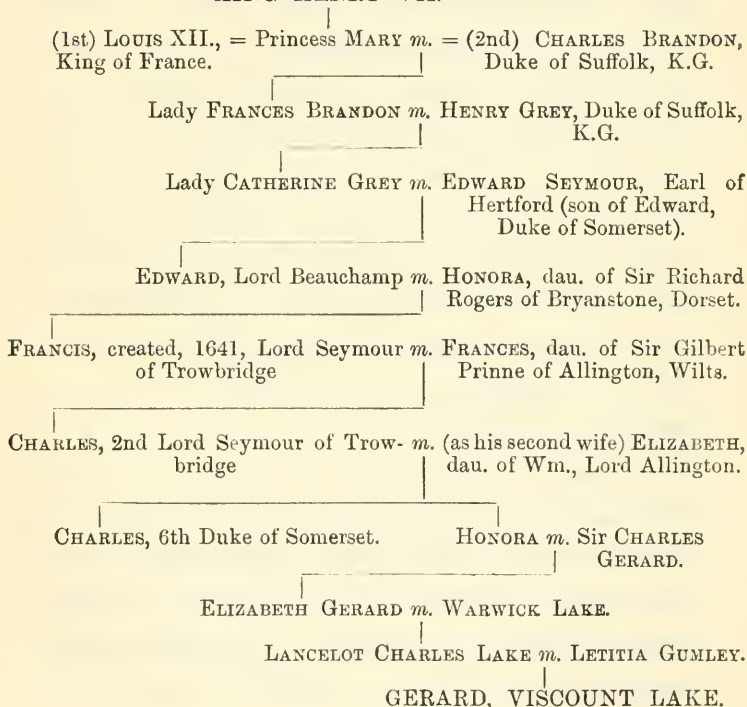 (1st) LOUIS XII., = Princess MARY m. = (2nd) CHARLES BRANDON,
King of France. Duke of Suffolk, K.G.
Lady FRANCES BRANDON m. HENRY GREY, Duke of Suffolk,
K.G.
Lady CATHERINE GREY m. EDWARD SEYMOUR, Earl of
Hertford (son of Edward,
Duke of Somerset).
EDWARD, Lord Beauchamp m. HONORA, dau. of Sir Richard
Rogers of Bryanstone, Dorset.
FRANCIS, created, 1641, Lord Seymour m. FRANCES, dau. of Sir Gilbert
of Trowbridge Prinne of Allington, Wilts.
CHARLES, 2nd Lord Seymour of Trow- m. (as his second wife) ELIZABETH,
bridge dau. of Wm., Lord Allington.
CHARLES, 6th Duke of Somerset. HONORA m. Sir CHARLES
GERARD.
ELIZABETH GERARD m. WARWICK LAKE.
LANCELOT CHARLES LAKE m. LETITIA GUMLEY.
GERARD, VISCOUNT LAKE.